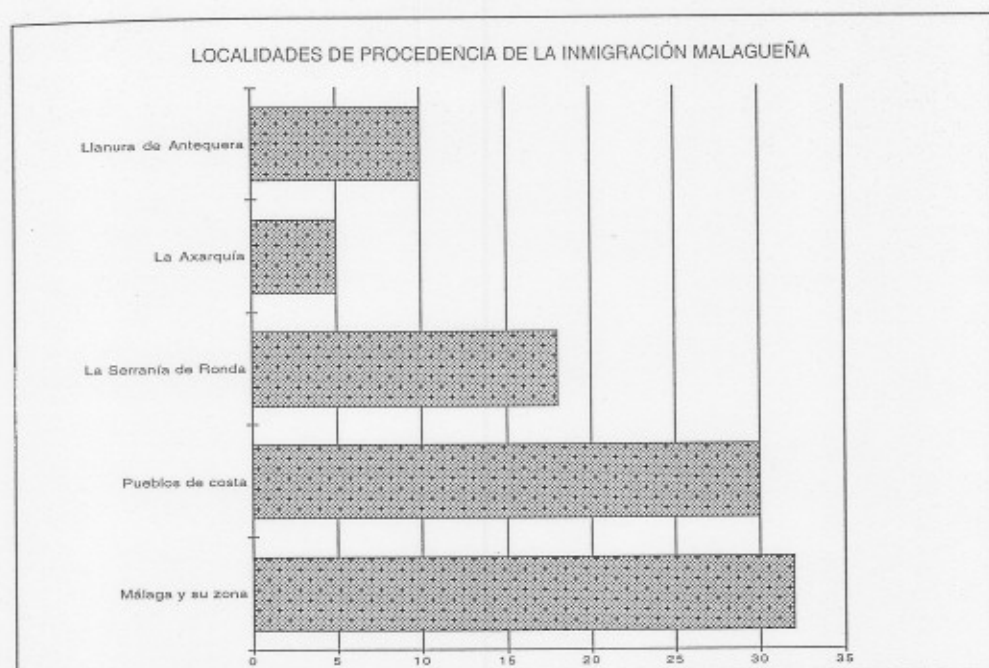 LOCALIDADES DE PROCEDENCIA DE LA INMIGRACIÓN MALAGUEÑA
Llanura de Antequera
La Axarquía
La Serranía de Ronda
Pueblos de costa
Málaga y su zona
0 5 10 15 20 25 30 35